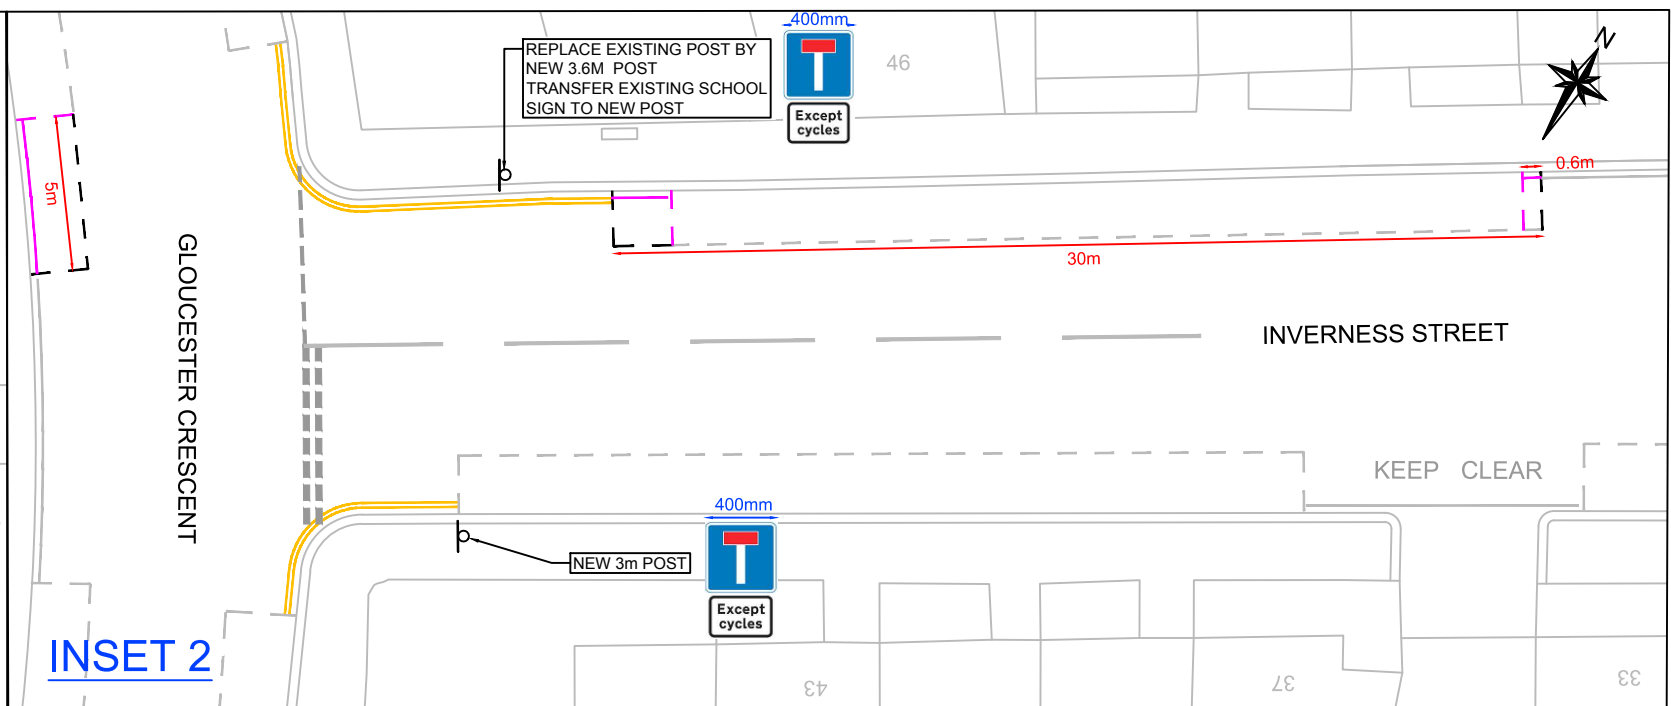 400mm
REPLACE EXISTING POST BY
NEW 3.6M POST
TRANSFER EXISTING SCHOOL
SIGN TO NEW POST
Except
cycles
46
N
0.6m
5m
30m
GLOUCESTER CRESCENT
INVERNESS STREET
KEEP CLEAR
400mm
NEW 3m POST
Except
cycles
INSET 2
43
37
33